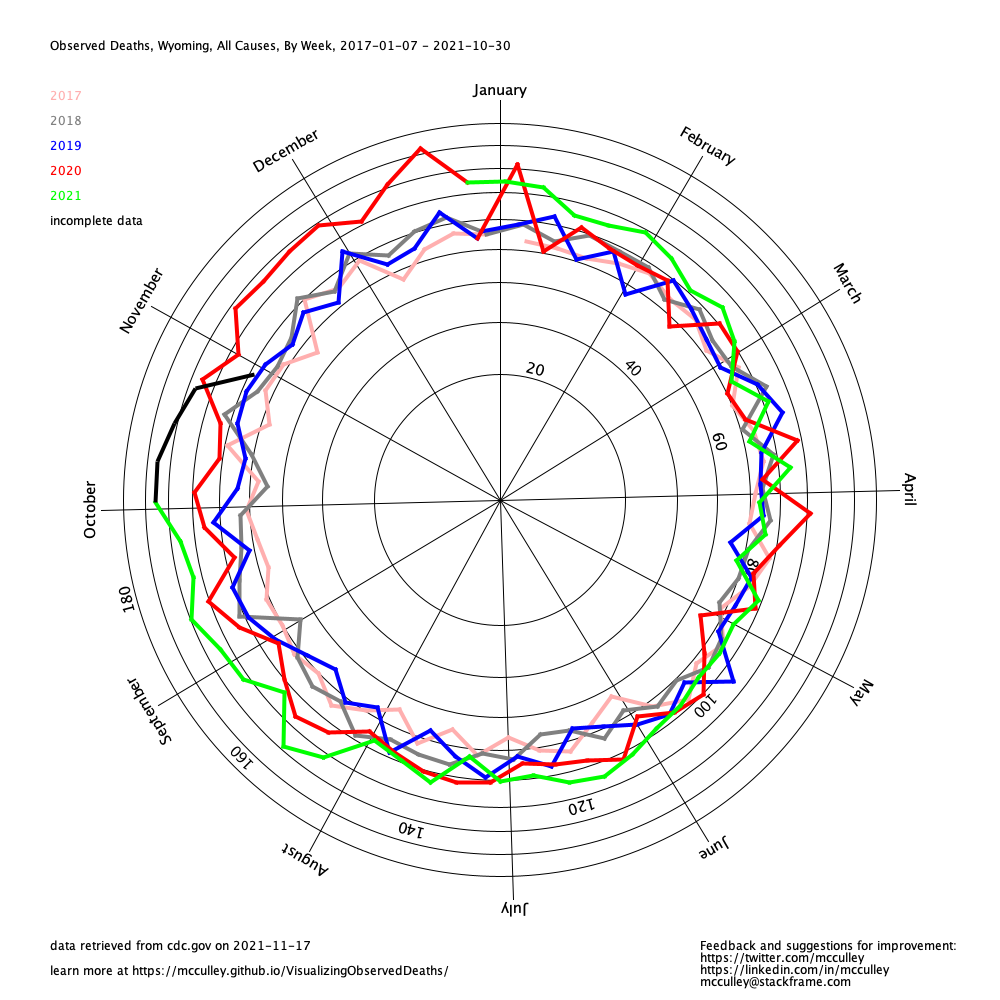 Observed Deaths, Wyoming, All Causes, By Week, 2017-01-07 - 2021-10-30
2017
2018
2019
2020
2021
incomplete data
January
February
March
April
May
June
July
August
September
October
November
December
20
40
60
80
100
120
140
160
180
data retrieved from cdc.gov on 2021-11-17
learn more at https://mcculley.github.io/VisualizingObservedDeaths/
Feedback and suggestions for improvement:
https://twitter.com/mcculley
https://linkedin.com/in/mcculley
mcculley@stackframe.com